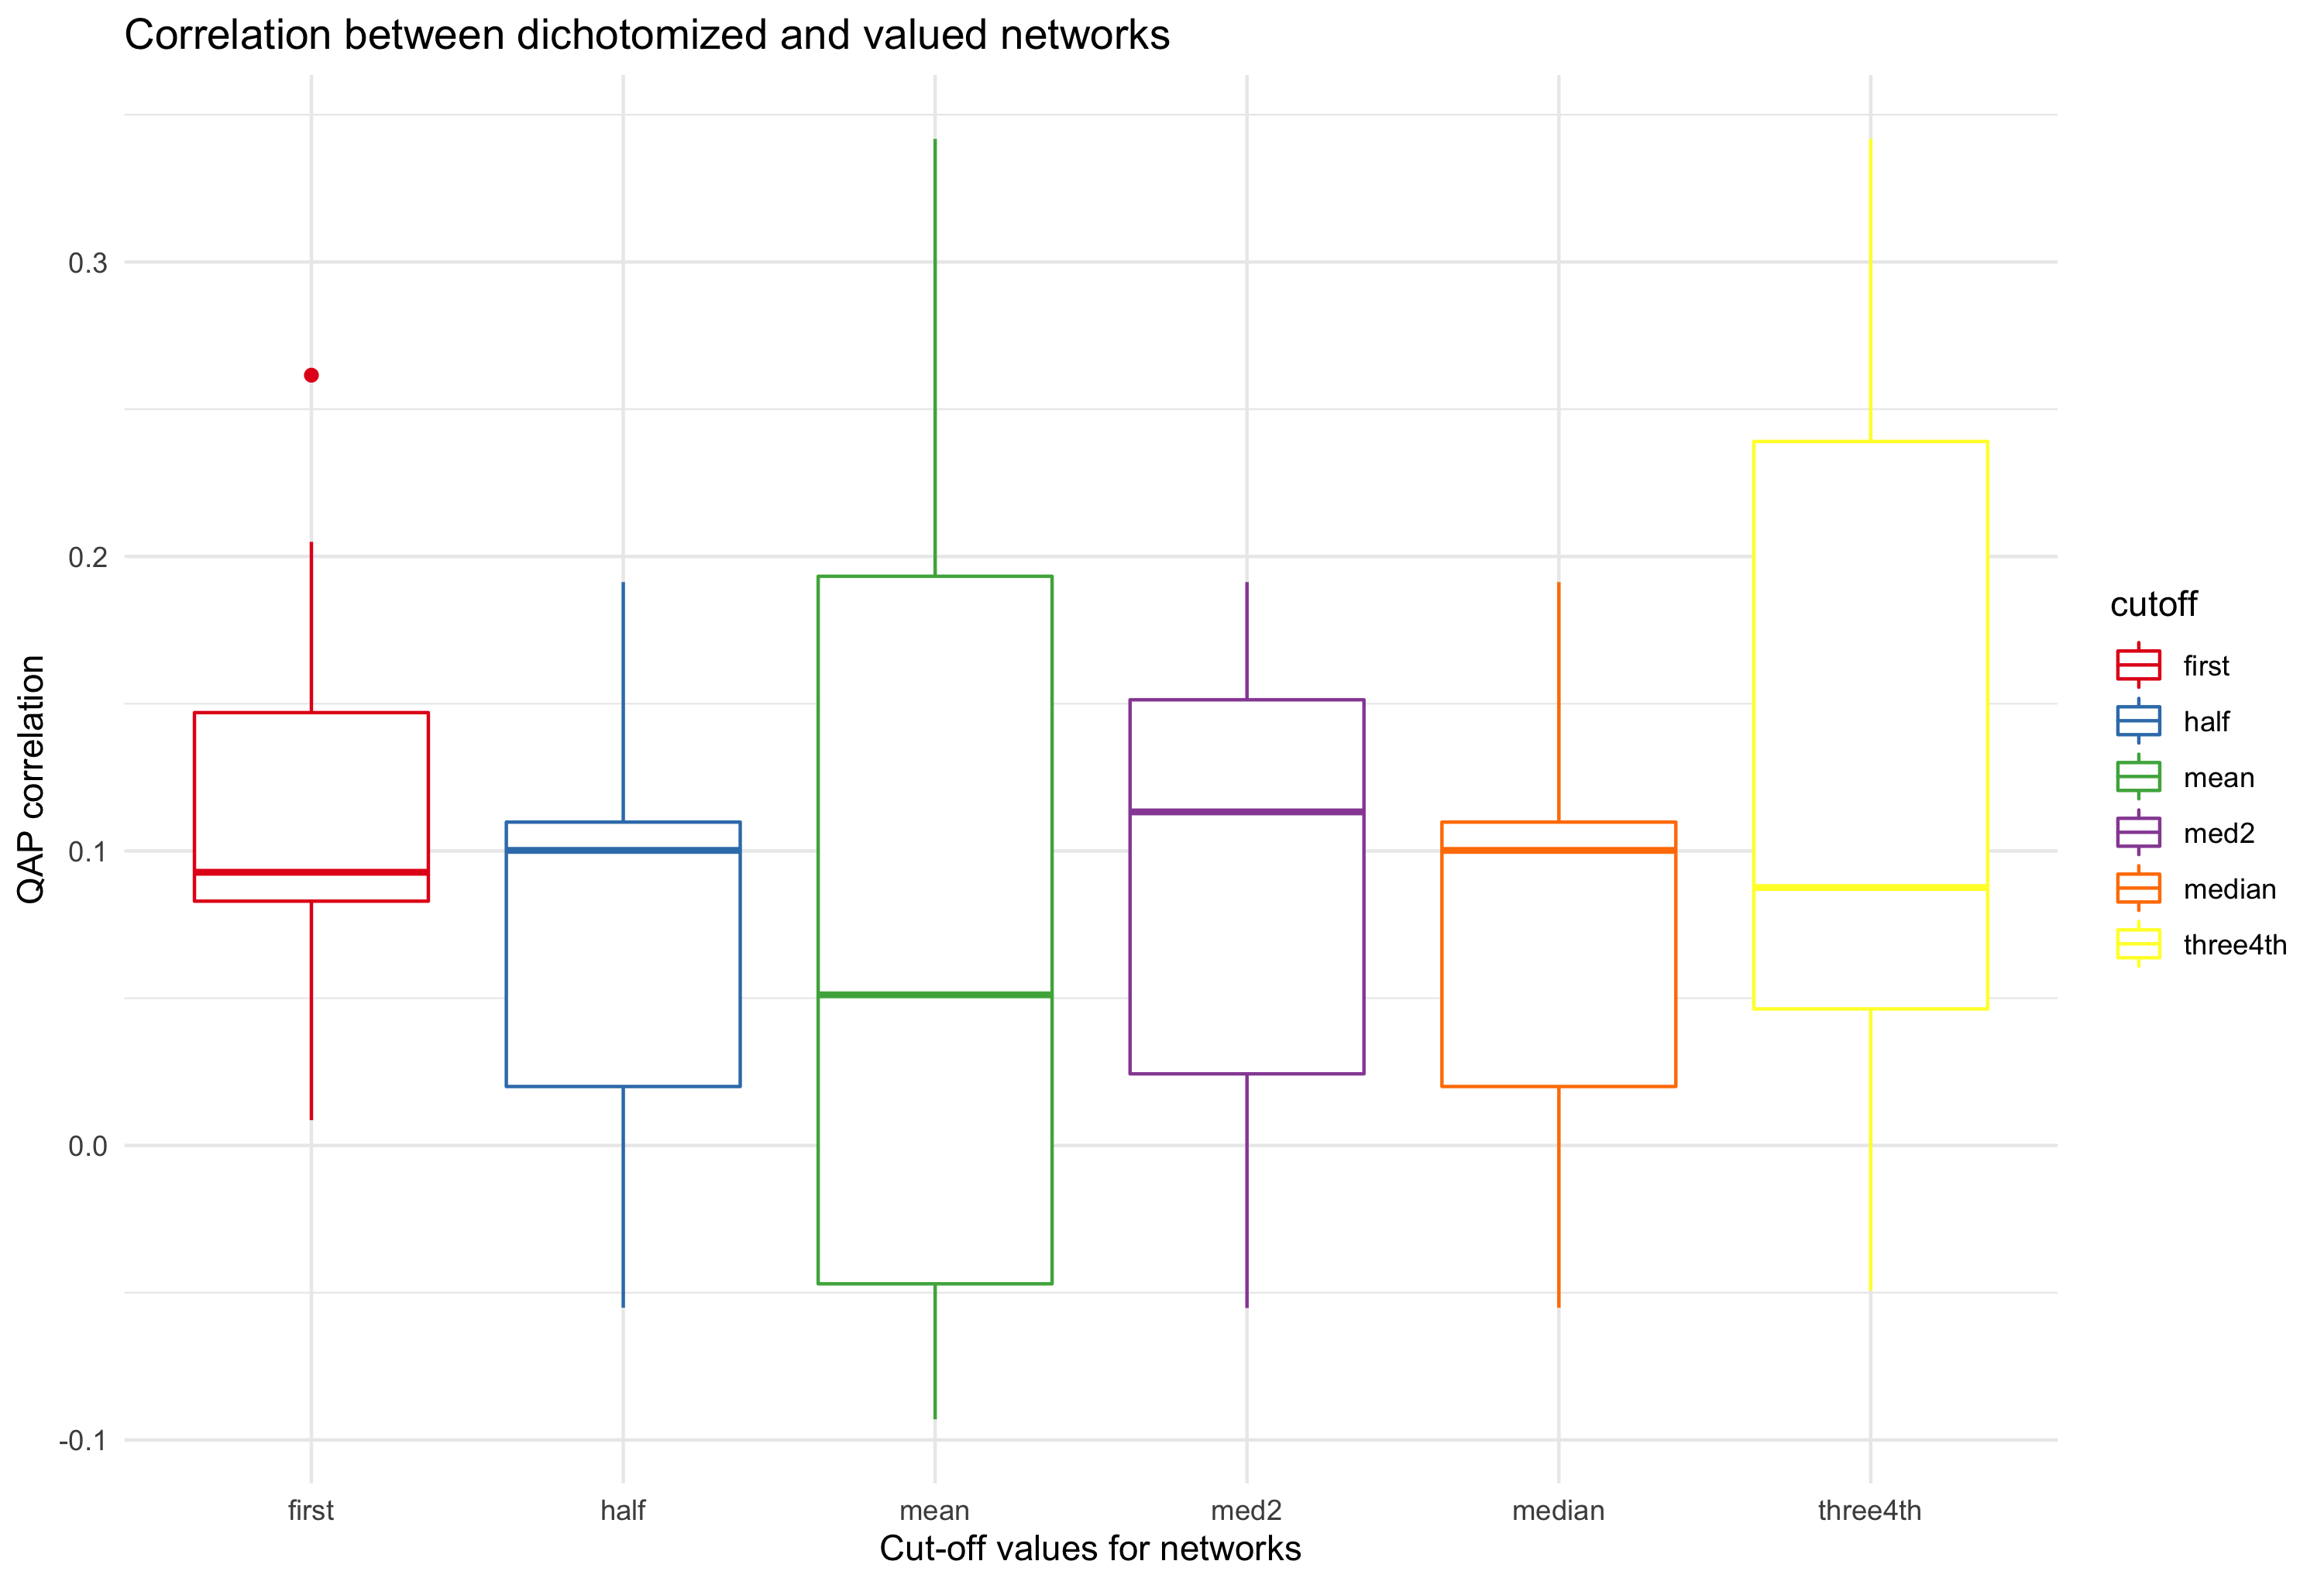 Correlation between dichotomized and valued networks
QAP correlation
0.3
0.2
0.1
0.0
-0.1
first half mean med2 median three4th
Cut-off values for networks
cutoff
first
half
mean
med2
median
three4th